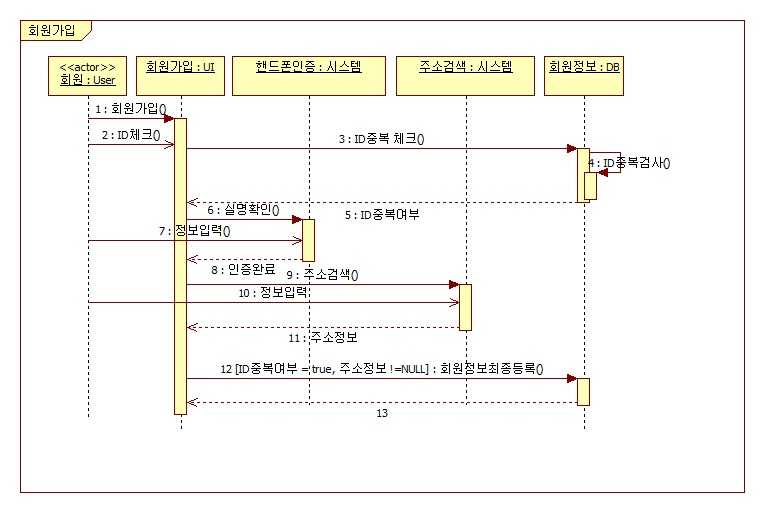 회원가입
<<actor>>
회원 : User
회원가입 : UI
핸드폰인증 : 시스템
주소검색 : 시스템
회원정보 : DB
1 : 회원가입()
2 : ID체크()
3 : ID중복 체크()
4 : ID중복검사()
5 : ID중복여부
6 : 실명확인()
7 : 정보입력()
8 : 인증완료
9 : 주소검색()
10 : 정보입력
11 : 주소정보
12 [ID중복여부 = true, 주소정보 !=NULL] : 회원정보최종등록()
13